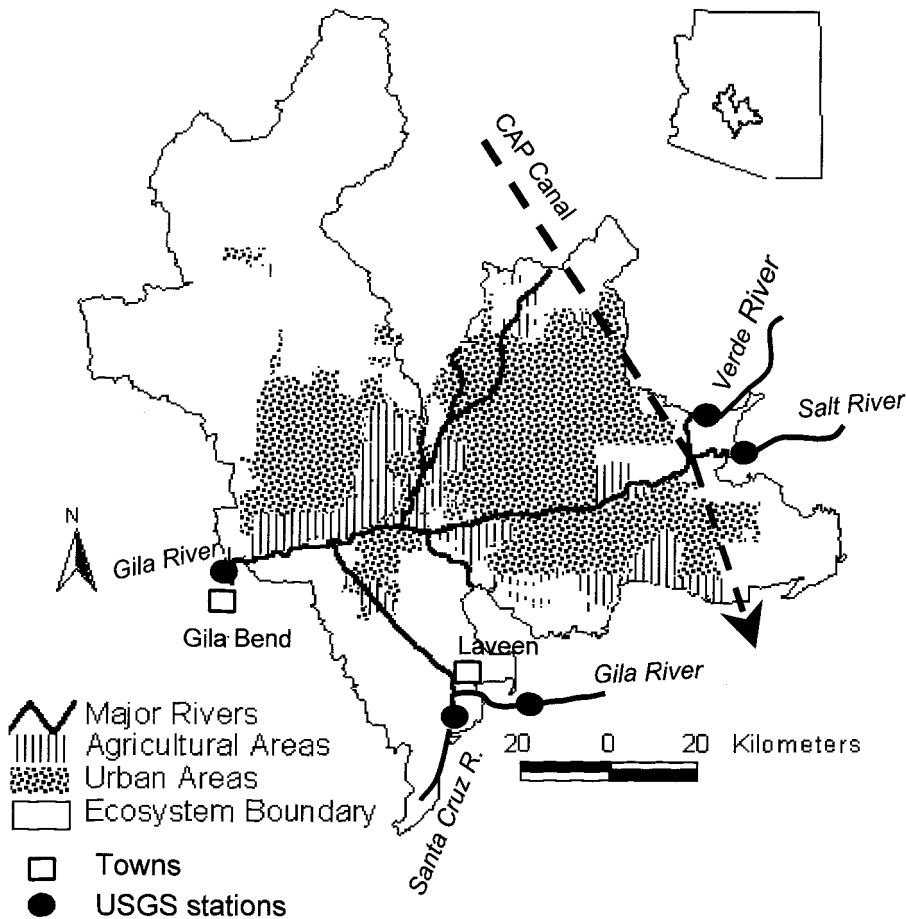 CAP Canal
Verde River
Salt River
N
Gila River
Gila Bend
Laveen
Gila River
Santa Cruz R.
20 0 20 Kilometers
Major Rivers
Agricultural Areas
Urban Areas
Ecosystem Boundary
Towns
USGS stations